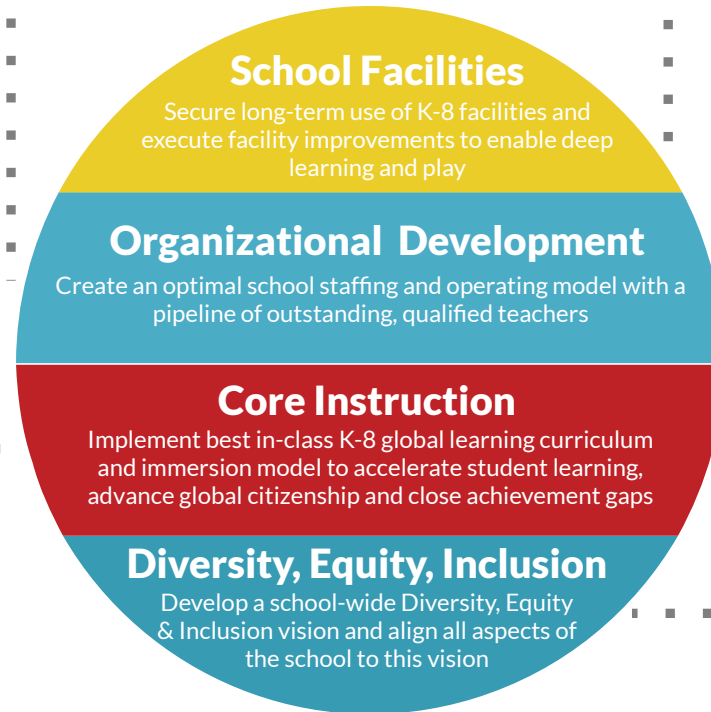 School Facilities
Secure long-term use of K-8 facilities and
execute facility improvements to enable deep
learning and play
Organizational Development
Create an optimal school staffing and operating model with a
pipeline of outstanding, qualified teachers
Core Instruction
Implement best in-class K-8 global learning curriculum
and immersion model to accelerate student learning,
advance global citizenship and close achievement gaps
Diversity, Equity, Inclusion
Develop a school-wide Diversity, Equity
& Inclusion vision and align all aspects of
the school to this vision